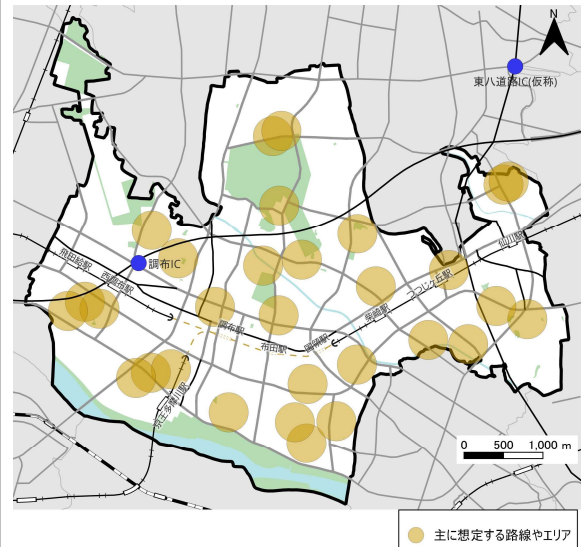 N
東八道路IC(仮称)
仙川駅
調布IC
つつじヶ丘駅
飛田給駅
西調布駅
柴崎駅
調布駅
国領駅
布田駅
京王多摩川駅
0 500 1,000 m
主に想定する路線やエリア